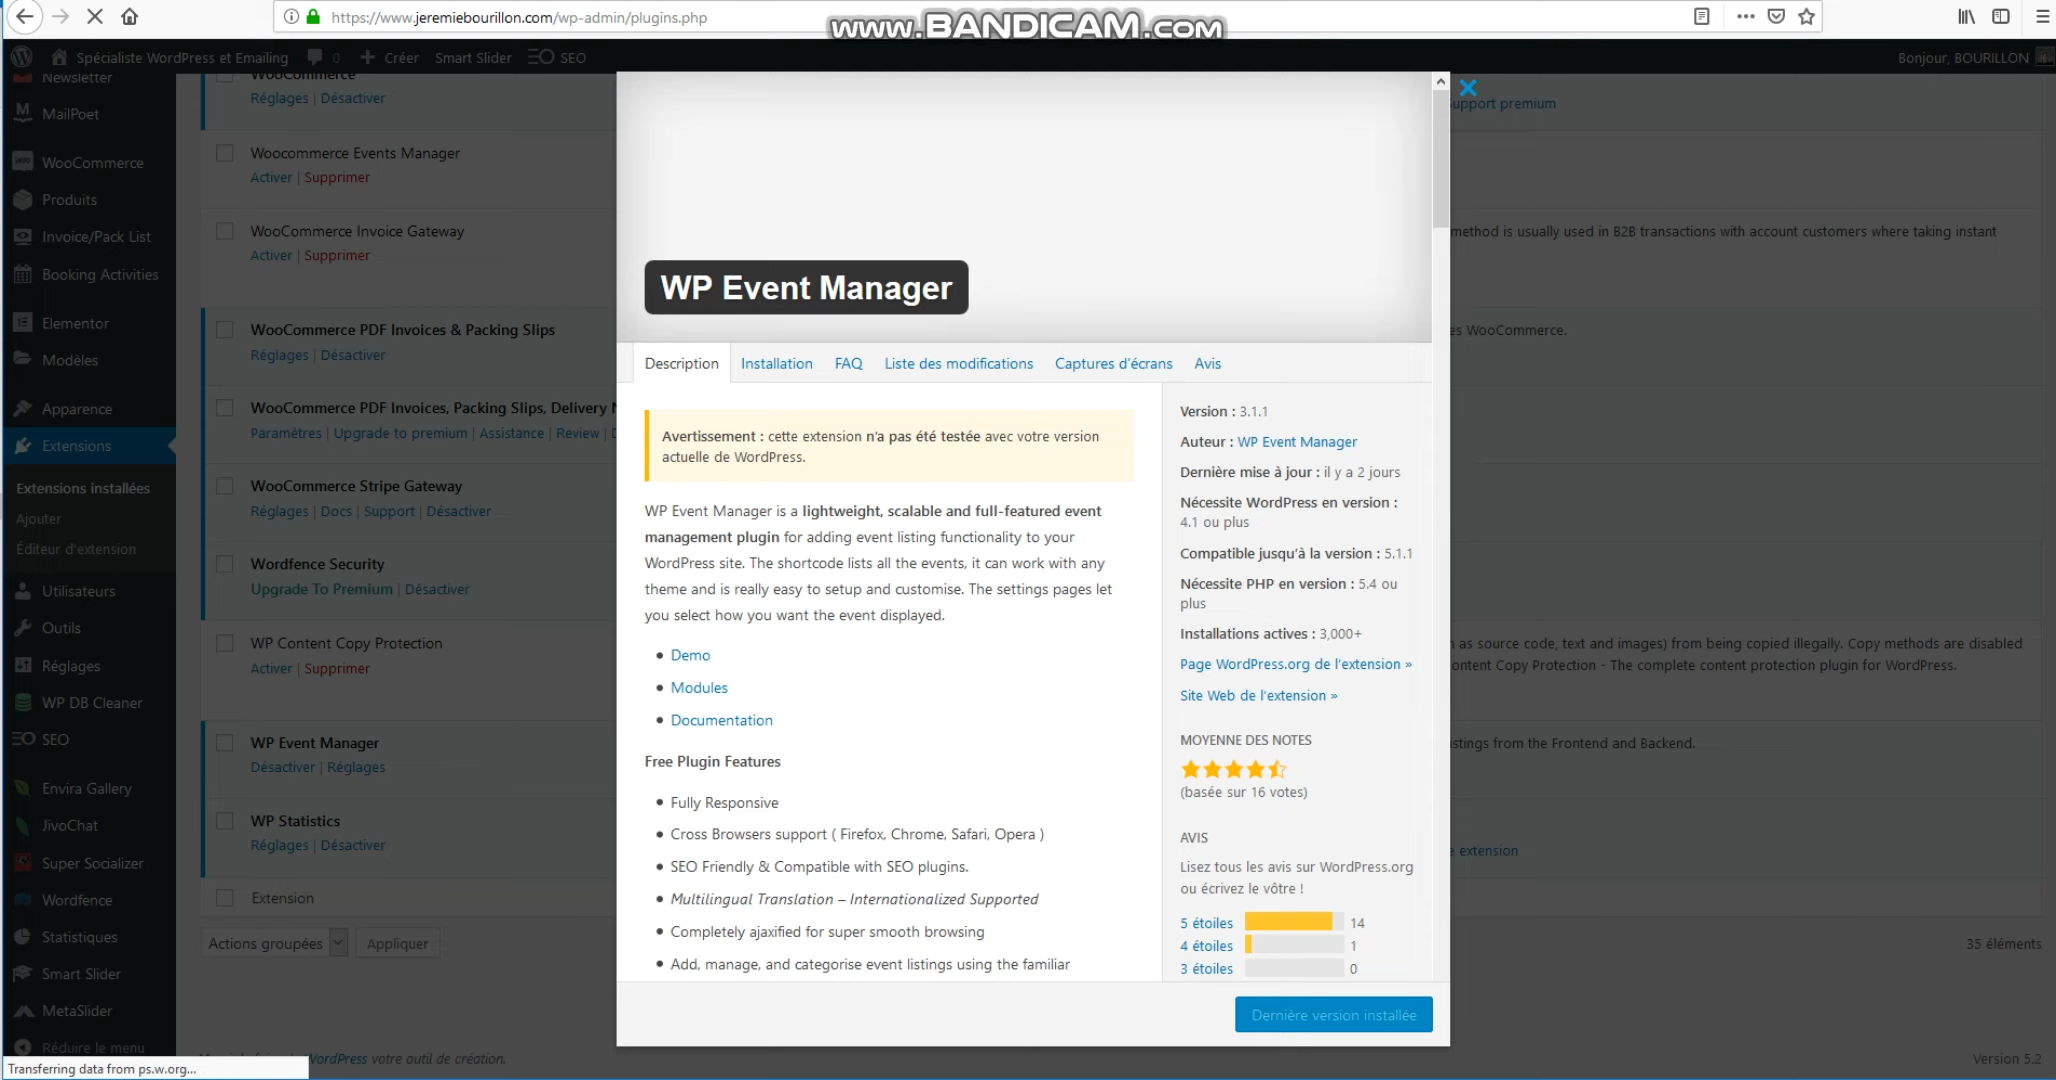 https://www.jeremiebourillon.com/wp-admin/plugins.php
www.BANDICAM.com
Spécialiste WordPress et Emailing
0
Créer
Smart Slider
SEO
Bonjour, BOURILLON
Newsletter
MailPoet
WooCommerce
Produits
Invoice/Pack List
Booking Activities
Elementor
Modèles
Apparence
Extensions
Extensions installées
Ajouter
Éditeur d'extension
Utilisateurs
Outils
Réglages
WP DB Cleaner
SEO
Envira Gallery
JivoChat
Super Socializer
Wordfence
Statistiques
Smart Slider
MetaSlider
Réduire le menu
WooCommerce
Réglages | Désactiver
Woocommerce Events Manager
Activer | Supprimer
WooCommerce Invoice Gateway
Activer | Supprimer
WooCommerce PDF Invoices & Packing Slips
Réglages | Désactiver
WooCommerce PDF Invoices, Packing Slips, Delivery
Paramètres | Upgrade to premium | Assistance | Review |
WooCommerce Stripe Gateway
Réglages | Docs | Support | Désactiver
Wordfence Security
Upgrade To Premium | Désactiver
WP Content Copy Protection
Activer | Supprimer
WP Event Manager
Désactiver | Réglages
WP Statistics
Réglages | Désactiver
Extension
Actions groupées
Appliquer
WordPress votre outil de création.
Transferring data from ps.w.org...
WP Event Manager
Description
Installation
FAQ
Liste des modifications
Captures d'écrans
Avis
Avertissement : cette extension n'a pas été testée avec votre version
actuelle de WordPress.
WP Event Manager is a lightweight, scalable and full-featured event
management plugin for adding event listing functionality to your
WordPress site. The shortcode lists all the events, it can work with any
theme and is really easy to setup and customise. The settings pages let
you select how you want the event displayed.
Demo
Modules
Documentation
Free Plugin Features
Fully Responsive
Cross Browsers support ( Firefox, Chrome, Safari, Opera )
SEO Friendly & Compatible with SEO plugins.
Multilingual Translation – Internationalized Supported
Completely ajaxified for super smooth browsing
Add, manage, and categorise event listings using the familiar
Version : 3.1.1
Auteur : WP Event Manager
Dernière mise à jour : il y a 2 jours
Nécessite WordPress en version :
4.1 ou plus
Compatible jusqu'à la version : 5.1.1
Nécessite PHP en version : 5.4 ou
plus
Installations actives : 3,000+
Page WordPress.org de l'extension »
Site Web de l'extension »
MOYENNE DES NOTES
(basée sur 16 votes)
AVIS
Lisez tous les avis sur WordPress.org
ou écrivez le vôtre !
5 étoiles 14
4 étoiles 1
3 étoiles 0
Dernière version installée
upport premium
method is usually used in B2B transactions with account customers where taking instant
es WooCommerce.
as source code, text and images) from being copied illegally. Copy methods are disabled
ontent Copy Protection - The complete content protection plugin for WordPress.
stings from the Frontend and Backend.
extension
35 éléments
Version 5.2